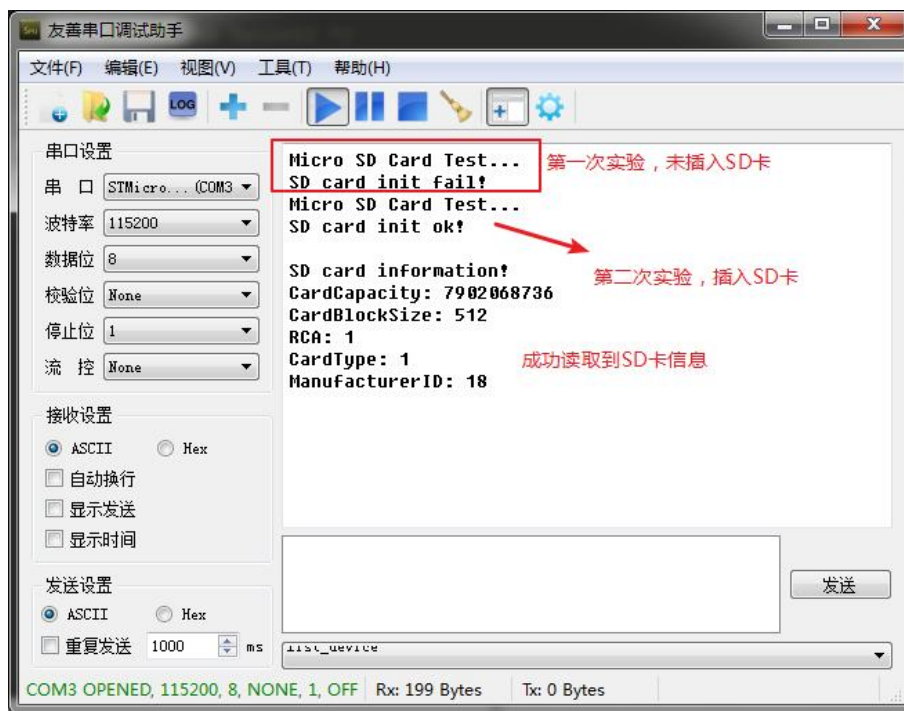 友善串口调试助手
文件(F) 编辑(E) 视图(V) 工具(T) 帮助(H)
LOG
串口设置
串 口 STMicro... (COM3
波特率 115200
数据位 8
校验位 None
停止位 1
流 控 None
接收设置
ASCII Hex
自动换行
显示发送
显示时间
发送设置
ASCII Hex
重复发送 1000 ms
Micro SD Card Test... 第一次实验，未插入SD卡
SD card init fail!
Micro SD Card Test...
SD card init ok!
SD card information! 第二次实验，插入SD卡
CardCapacity: 7902068736
CardBlockSize: 512
RCA: 1
CardType: 1 成功读取到SD卡信息
ManufacturerID: 18
发送
list_device
COM3 OPENED, 115200, 8, NONE, 1, OFF Rx: 199 Bytes Tx: 0 Bytes